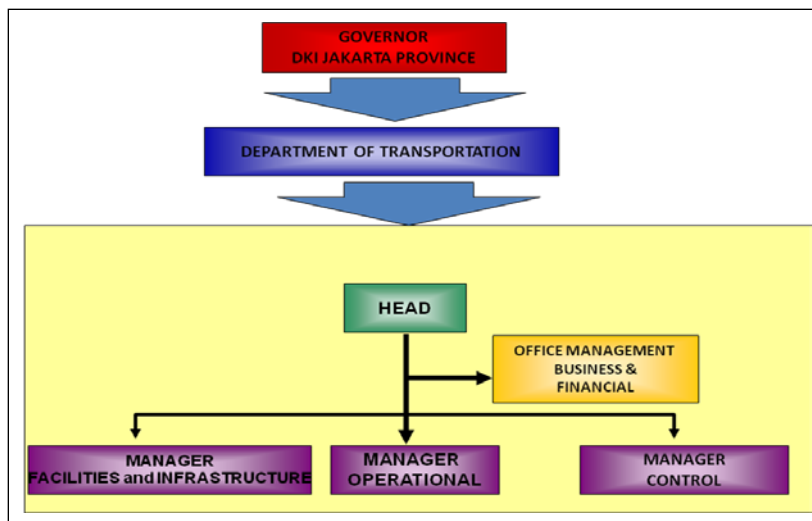 GOVERNOR
DKI JAKARTA PROVINCE
DEPARTMENT OF TRANSPORTATION
HEAD
OFFICE MANAGEMENT
BUSINESS &
FINANCIAL
MANAGER
FACILITIES and INFRASTRUCTURE
MANAGER
OPERATIONAL
MANAGER
CONTROL